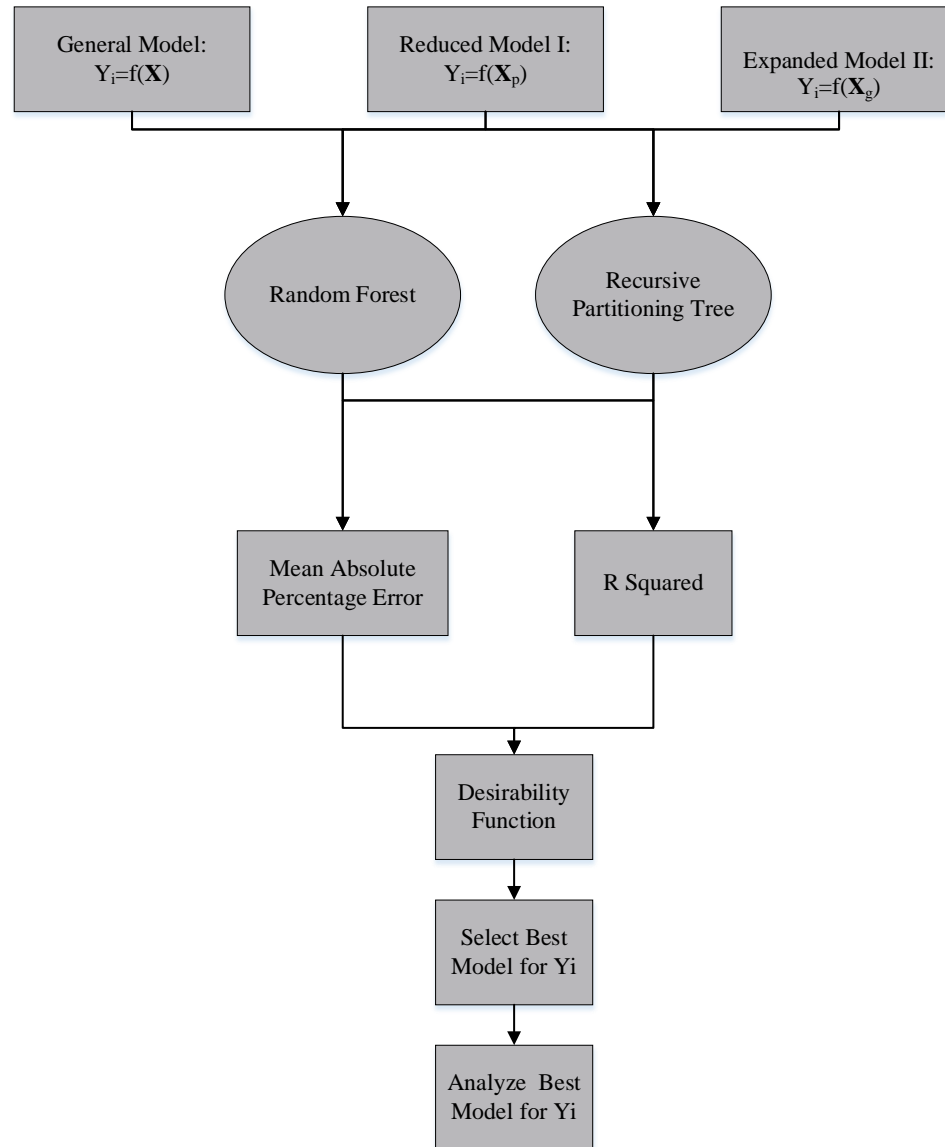 General Model:
Yi=f(X)
Reduced Model I:
Yi=f(Xp)
Expanded Model II:
Yi=f(Xg)
Random Forest
Recursive
Partitioning Tree
Mean Absolute
Percentage Error
R Squared
Desirability
Function
Select Best
Model for Yi
Analyze Best
Model for Yi